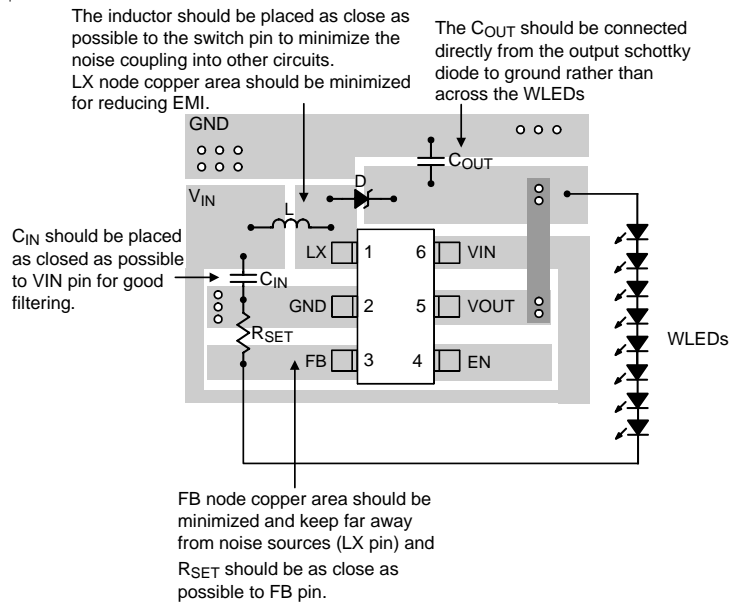 The inductor should be placed as close as
possible to the switch pin to minimize the
noise coupling into other circuits.
LX node copper area should be minimized
for reducing EMI.
The COUT should be connected
directly from the output schottky
diode to ground rather than
across the WLEDs
GND
COUT
D
VIN
L
CIN should be placed
as closed as possible
to VIN pin for good
filtering.
LX 1 6 VIN
CIN
GND 2 5 VOUT
RSET
WLEDs
FB 3 4 EN
FB node copper area should be
minimized and keep far away
from noise sources (LX pin) and
RSET should be as close as
possible to FB pin.